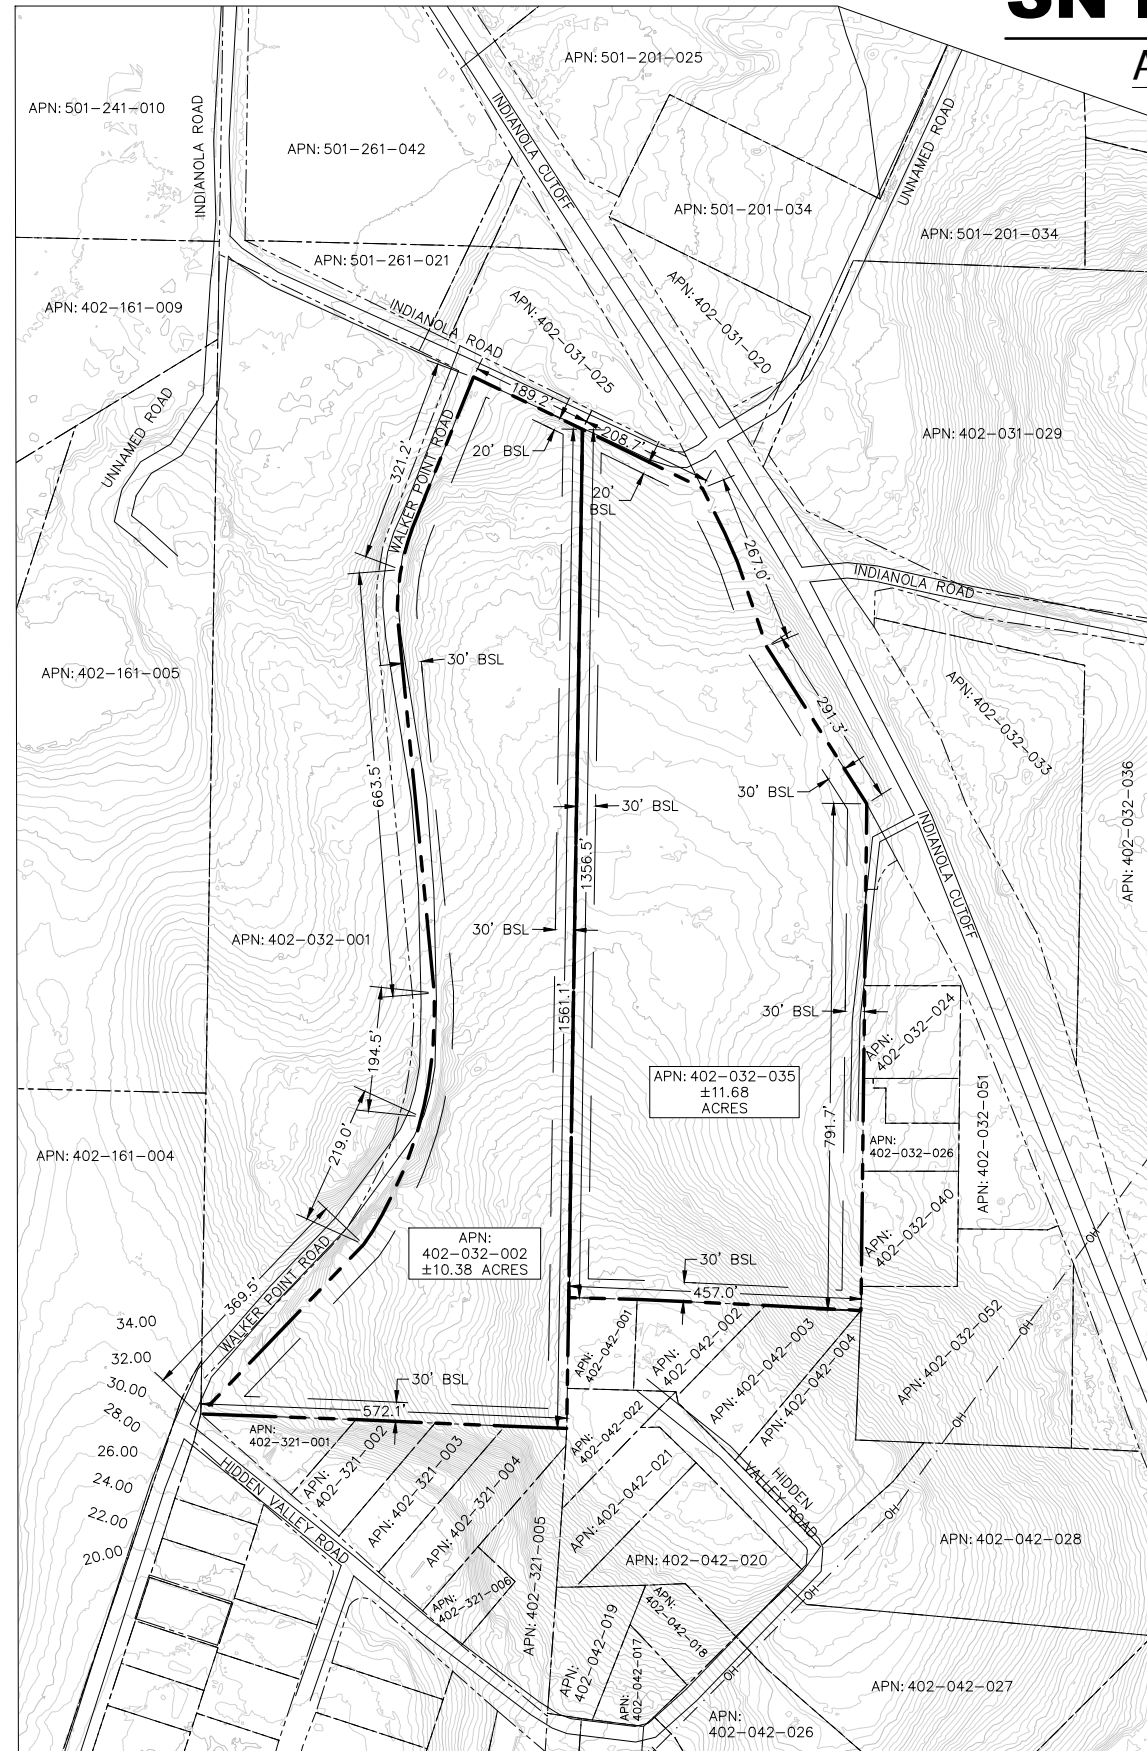 APN: 501-201-025
APN: 501-241-010
INDIANOLA ROAD
APN: 501-261-042
INDIANOLA CUTOFF
UNNAMED ROAD
APN: 501-201-034
APN: 501-201-034
APN: 501-261-021
APN: 402-161-009
INDIANOLA ROAD
APN: 402-031-025
APN: 402-031-020
189.2'
208.7'
20' BSL
20'
BSL
321.2'
WALKER POINT ROAD
UNNAMED ROAD
APN: 402-031-029
267.0'
INDIANOLA ROAD
APN: 402-161-005
30' BSL
APN: 402-032-033
291.3'
663.5'
30' BSL
30' BSL
APN: 402-032-036
1356.5'
INDIANOLA CUTOFF
APN: 402-032-001
30' BSL
1561.1'
30' BSL
194.5'
APN:
402-032-024
APN: 402-032-035
±11.68
ACRES
791.7'
APN: 402-032-051
219.0'
APN: 402-161-004
APN:
402-032-026
APN:
402-032-040
APN:
402-032-002
±10.38 ACRES
OH
369.5'
WALKER POINT ROAD
30' BSL
457.0'
34.00
32.00
30.00
28.00
26.00
24.00
22.00
20.00
APN:
402-042-001
APN:
402-042-002
APN: 402-042-003
APN: 402-042-004
APN: 402-032-052
OH
OH
30' BSL
572.1'
APN:
402-321-001
APN:
402-321-002
APN: 402-321-003
APN: 402-321-004
APN:
402-042-022
APN: 402-042-021
HIDDEN
VALLEY ROAD
HIDDEN VALLEY ROAD
OH
APN: 402-321-005
APN: 402-042-020
APN: 402-042-028
APN:
402-321-006
OH
APN:
402-042-019
APN:
402-042-018
APN:
402-042-017
OH
APN: 402-042-027
APN:
402-042-026